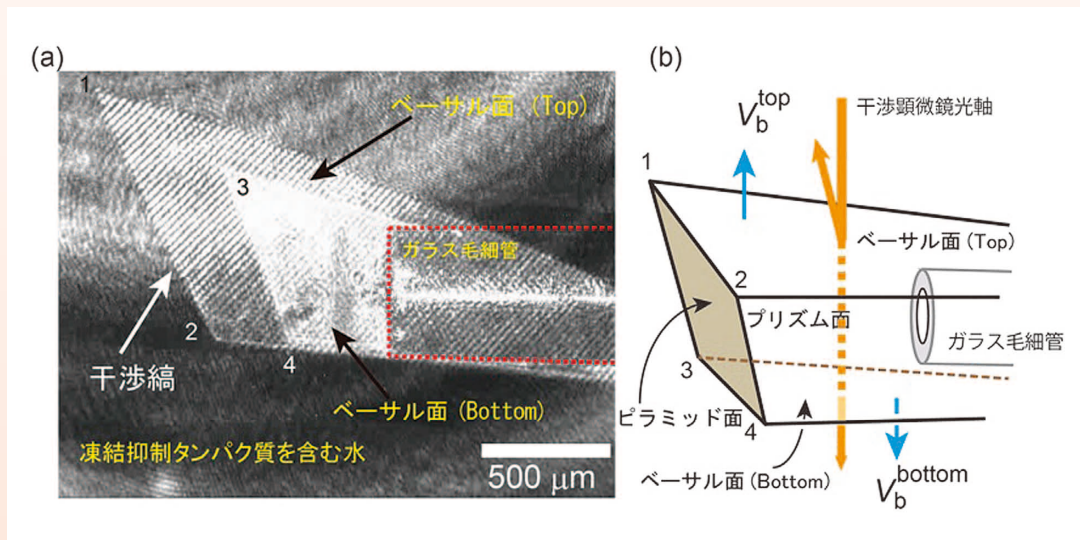 (a)
1
ベーサル面 (Top)
3
ガラス毛細管
2
4
干渉縞
ベーサル面 (Bottom)
凍結抑制タンパク質を含む水
500 μm
(b)
V_b^top
干渉顕微鏡光軸
1
ベーサル面 (Top)
2
プリズム面
ガラス毛細管
3
ピラミッド面
4
ベーサル面 (Bottom)
V_b^bottom